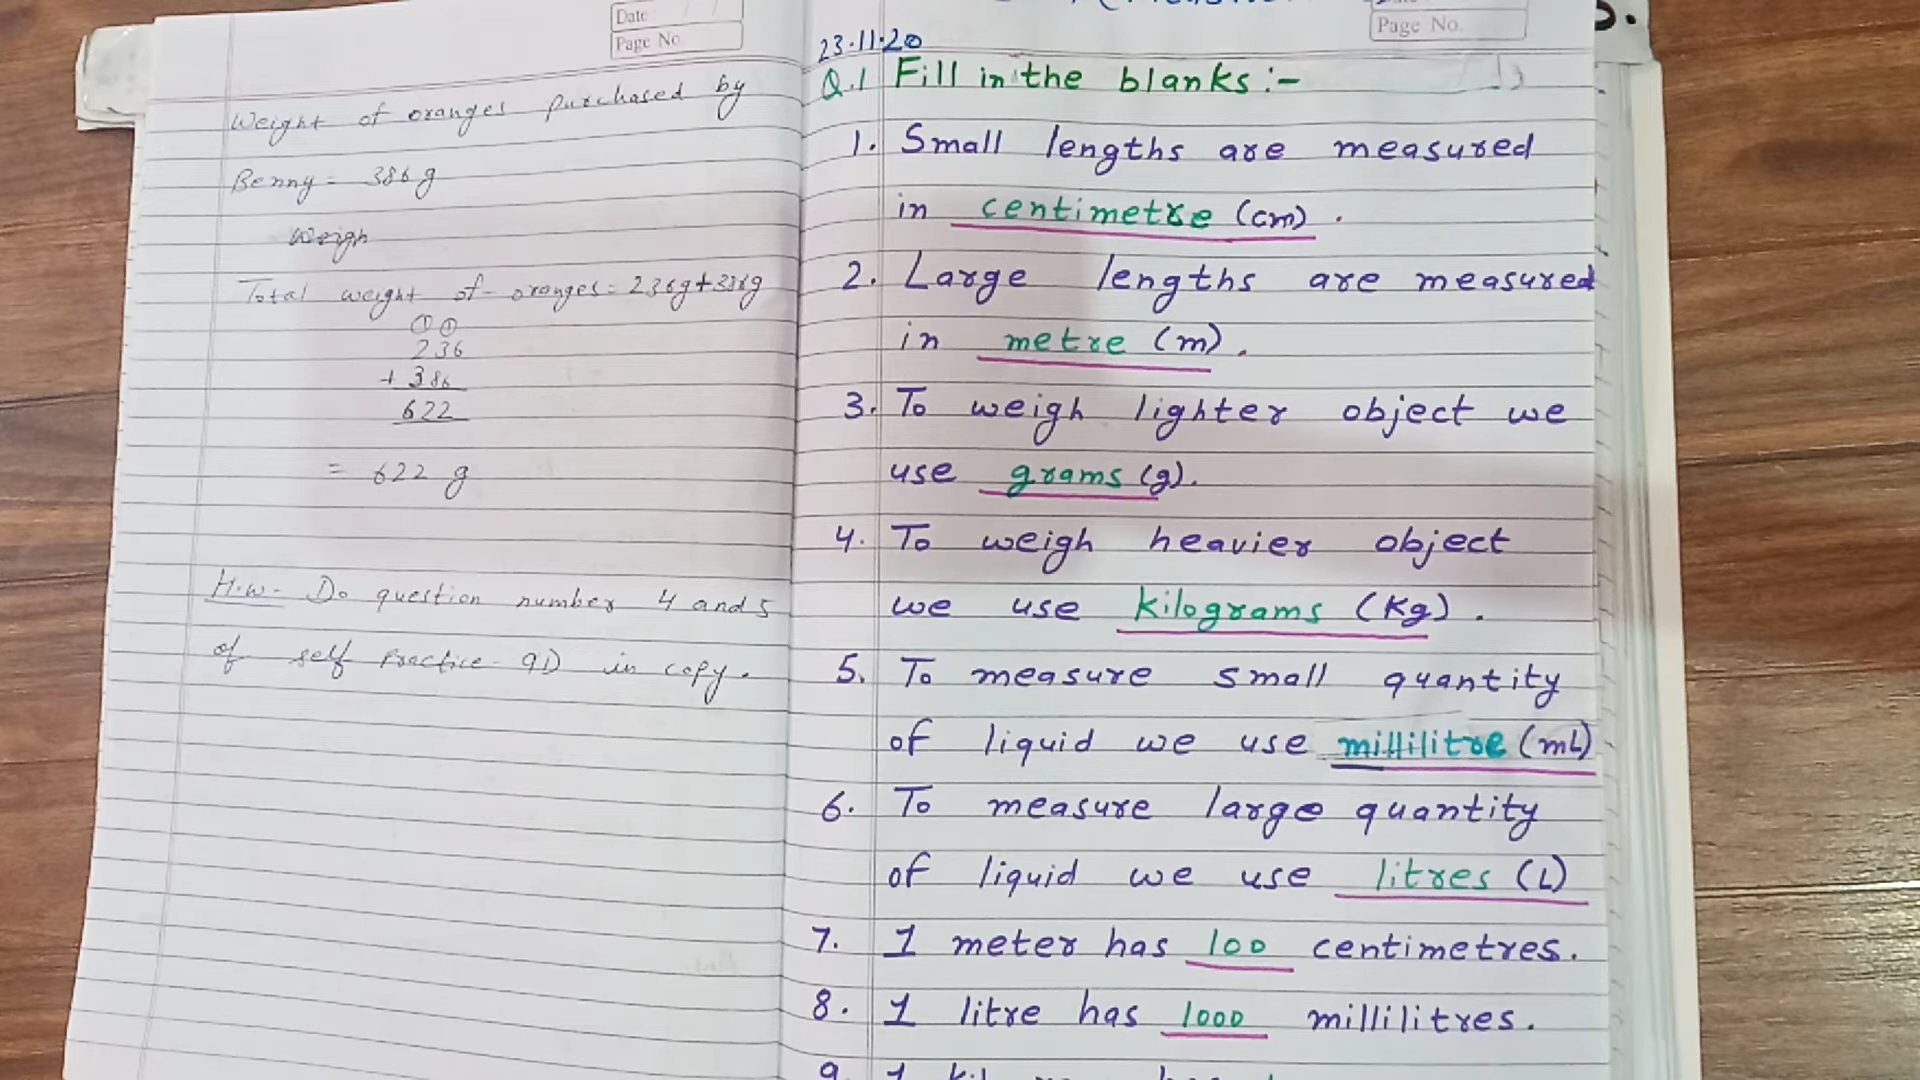 Date
Page No
Weight of oranges purchased by
Benny = 386 g
Weigh
Total weight of oranges = 236g + 386g
① ①
236
+ 386
622
= 622 g
H.W - Do question number 4 and 5
of self Practice - 9D in copy.
Page No.
23.11.20
Q.1 Fill in the blanks :-
1. Small lengths are measured
in centimetre (cm) .
2. Large lengths are measured
in metre (m) .
3. To weigh lighter object we
use grams (g).
4. To weigh heavier object
we use kilograms (kg) .
5. To measure small quantity
of liquid we use millilitre (mL)
6. To measure large quantity
of liquid we use litres (L)
7. 1 meter has 100 centimetres.
8. 1 litre has 1000 millilitres.
9. 1